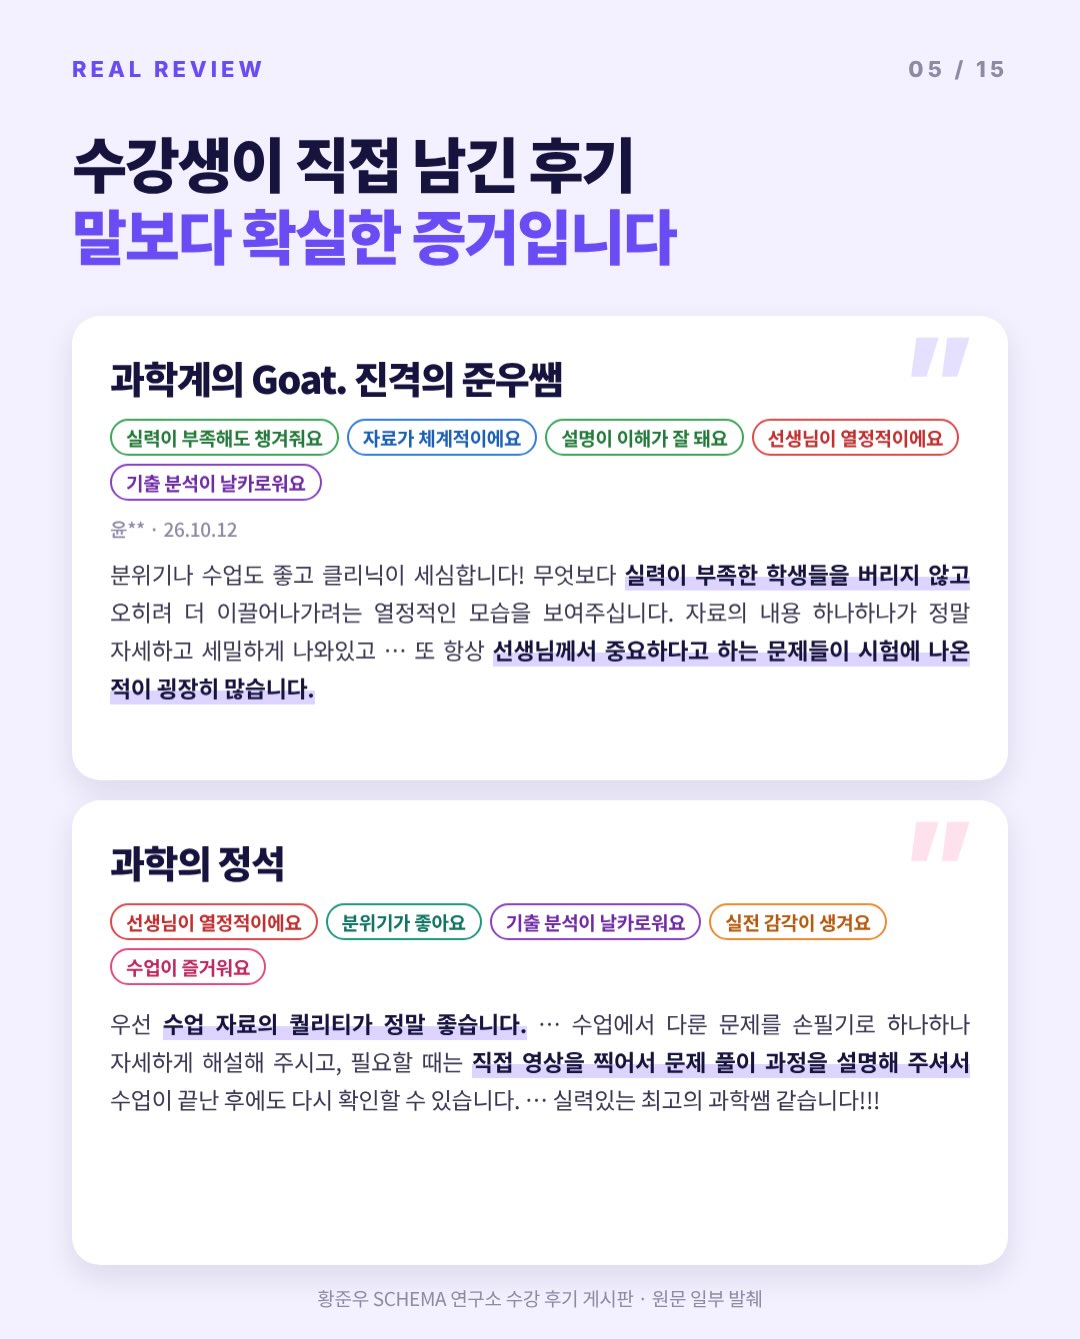 REAL REVIEW
05 / 15
수강생이 직접 남긴 후기
말보다 확실한 증거입니다
"
과학계의 Goat. 진격의 준우쌤
실력이 부족해도 챙겨줘요 자료가 체계적이에요 설명이 이해가 잘 돼요 선생님이 열정적이에요
기출 분석이 날카로워요
윤** · 26.10.12
분위기나 수업도 좋고 클리닉이 세심합니다! 무엇보다 실력이 부족한 학생들을 버리지 않고
오히려 더 이끌어나가려는 열정적인 모습을 보여주십니다. 자료의 내용 하나하나가 정말
자세하고 세밀하게 나와있고 ⋯ 또 항상 선생님께서 중요하다고 하는 문제들이 시험에 나온
적이 굉장히 많습니다.
"
과학의 정석
선생님이 열정적이에요 분위기가 좋아요 기출 분석이 날카로워요 실전 감각이 생겨요
수업이 즐거워요
우선 수업 자료의 퀄리티가 정말 좋습니다. ⋯ 수업에서 다룬 문제를 손필기로 하나하나
자세하게 해설해 주시고, 필요할 때는 직접 영상을 찍어서 문제 풀이 과정을 설명해 주셔서
수업이 끝난 후에도 다시 확인할 수 있습니다. ⋯ 실력있는 최고의 과학쌤 같습니다!!!
황준우 SCHEMA 연구소 수강 후기 게시판 · 원문 일부 발췌